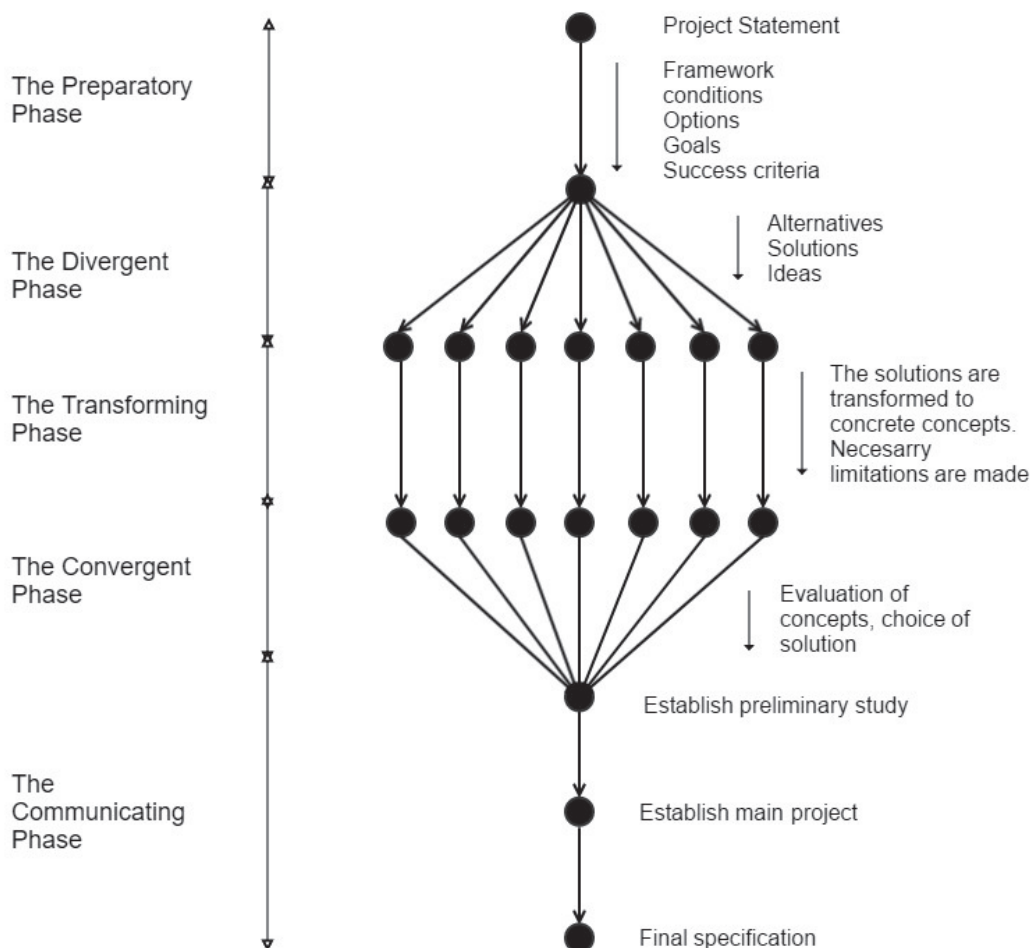 Project Statement
The Preparatory
Phase
Framework
conditions
Options
Goals
Success criteria
The Divergent
Phase
Alternatives
Solutions
Ideas
The Transforming
Phase
The solutions are
transformed to
concrete concepts.
Necesarry
limitations are made
The Convergent
Phase
Evaluation of
concepts, choice of
solution
Establish preliminary study
The
Communicating
Phase
Establish main project
Final specification